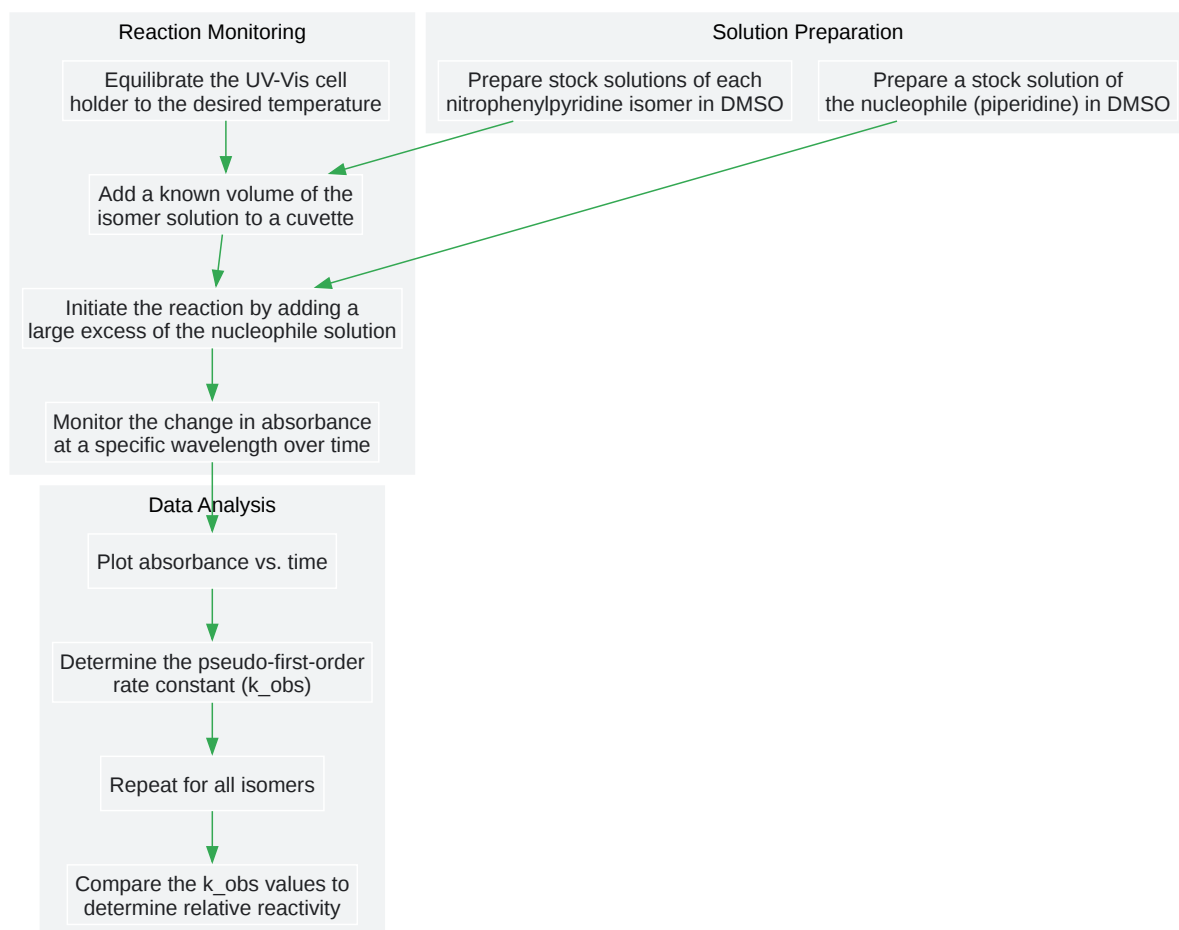 Reaction Monitoring
Equilibrate the UV-Vis cell
holder to the desired temperature
Solution Preparation
Prepare stock solutions of each
nitrophenylpyridine isomer in DMSO
Prepare a stock solution of
the nucleophile (piperidine) in DMSO
Add a known volume of the
isomer solution to a cuvette
Initiate the reaction by adding a
large excess of the nucleophile solution
Monitor the change in absorbance
at a specific wavelength over time
Data Analysis
Plot absorbance vs. time
Determine the pseudo-first-order
rate constant (k_obs)
Repeat for all isomers
Compare the k_obs values to
determine relative reactivity